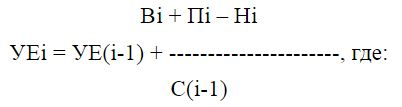 Вi + Пi – Нi
УЕi = УЕ(i-1) + ----------------------, где:
С(i-1)